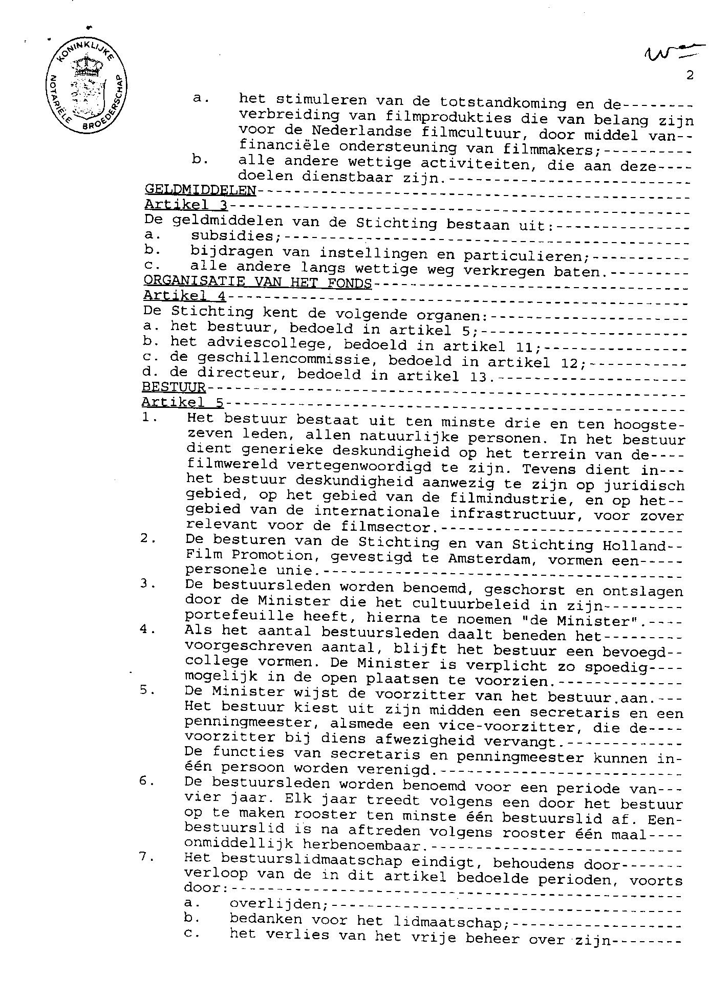 KONINKLIJKE NOTARIËLE BROEDERSCHAP
2
a. het stimuleren van de totstandkoming en de--------
verbreiding van filmprodukties die van belang zijn
voor de Nederlandse filmcultuur, door middel van--
financiële ondersteuning van filmmakers;----------
b. alle andere wettige activiteiten, die aan deze----
doelen dienstbaar zijn.---------------------------
GELDMIDDELEN-----------------------------------------------
Artikel 3---------------------------------------------------
De geldmiddelen van de Stichting bestaan uit:---------------
a. subsidies;---------------------------------------------
b. bijdragen van instellingen en particulieren;-----------
c. alle andere langs wettige weg verkregen baten.---------
ORGANISATIE VAN HET FONDS-----------------------------------
Artikel 4---------------------------------------------------
De Stichting kent de volgende organen:----------------------
a. het bestuur, bedoeld in artikel 5;-----------------------
b. het adviescollege, bedoeld in artikel 11;----------------
c. de geschillencommissie, bedoeld in artikel 12;-----------
d. de directeur, bedoeld in artikel 13.---------------------
BESTUUR-----------------------------------------------------
Artikel 5---------------------------------------------------
1. Het bestuur bestaat uit ten minste drie en ten hoogste-
zeven leden, allen natuurlijke personen. In het bestuur
dient generieke deskundigheid op het terrein van de----
filmwereld vertegenwoordigd te zijn. Tevens dient in---
het bestuur deskundigheid aanwezig te zijn op juridisch
gebied, op het gebied van de filmindustrie, en op het--
gebied van de internationale infrastructuur, voor zover
relevant voor de filmsector.---------------------------
2. De besturen van de Stichting en van Stichting Holland--
Film Promotion, gevestigd te Amsterdam, vormen een-----
personele unie.----------------------------------------
3. De bestuursleden worden benoemd, geschorst en ontslagen
door de Minister die het cultuurbeleid in zijn---------
portefeuille heeft, hierna te noemen "de Minister".----
4. Als het aantal bestuursleden daalt beneden het---------
voorgeschreven aantal, blijft het bestuur een bevoegd--
college vormen. De Minister is verplicht zo spoedig----
mogelijk in de open plaatsen te voorzien.--------------
5. De Minister wijst de voorzitter van het bestuur.aan.---
Het bestuur kiest uit zijn midden een secretaris en een
penningmeester, alsmede een vice-voorzitter, die de----
voorzitter bij diens afwezigheid vervangt.-------------
De functies van secretaris en penningmeester kunnen in-
één persoon worden verenigd.---------------------------
6. De bestuursleden worden benoemd voor een periode van---
vier jaar. Elk jaar treedt volgens een door het bestuur
op te maken rooster ten minste één bestuurslid af. Een-
bestuurslid is na aftreden volgens rooster één maal----
onmiddellijk herbenoembaar.----------------------------
7. Het bestuurslidmaatschap eindigt, behoudens door-------
verloop van de in dit artikel bedoelde perioden, voorts
door:--------------------------------------------------
a. overlijden;---------------------------------------
b. bedanken voor het lidmaatschap;-------------------
c. het verlies van het vrije beheer over zijn--------